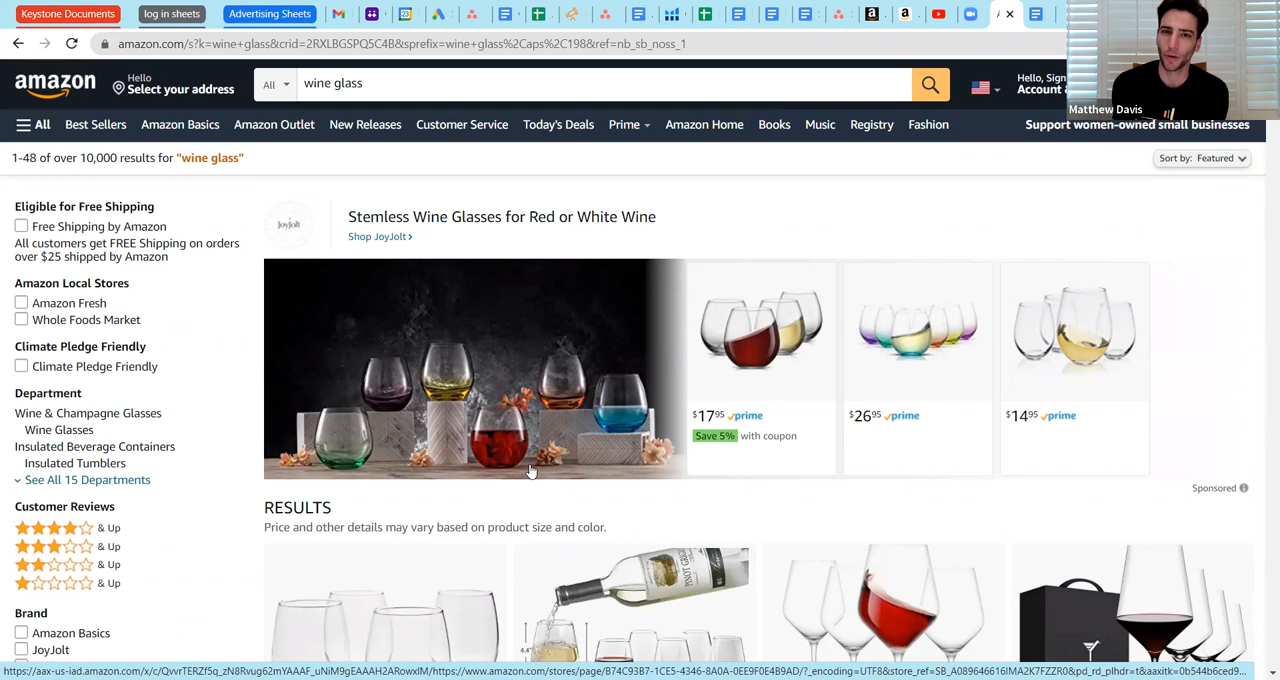 Keystone Documents
log in sheets
Advertising Sheets
amazon.com/s?k=wine+glass&crid=2RXLBGSPQ5C4B&sprefix=wine+glas%2Caps%2C198&ref=nb_sb_noss_1
Matthew Davis
amazon
Hello
Select your address
All
wine glass
Hello, Sign
Account &
All
Best Sellers
Amazon Basics
Amazon Outlet
New Releases
Customer Service
Today's Deals
Prime
Amazon Home
Books
Music
Registry
Fashion
Support women-owned small businesses
1-48 of over 10,000 results for "wine glass"
Sort by: Featured
Eligible for Free Shipping
Free Shipping by Amazon
All customers get FREE Shipping on orders
over $25 shipped by Amazon
Amazon Local Stores
Amazon Fresh
Whole Foods Market
Climate Pledge Friendly
Climate Pledge Friendly
Department
Wine & Champagne Glasses
Wine Glasses
Insulated Beverage Containers
Insulated Tumblers
See All 15 Departments
Customer Reviews
& Up
& Up
& Up
& Up
Brand
Amazon Basics
JoyJolt
JoyJolt
Stemless Wine Glasses for Red or White Wine
Shop JoyJolt ›
$17 95 prime
Save 5% with coupon
$26 95 prime
$14 95 prime
Sponsored
RESULTS
Price and other details may vary based on product size and color.
PINOT GRIGIO
4.4"